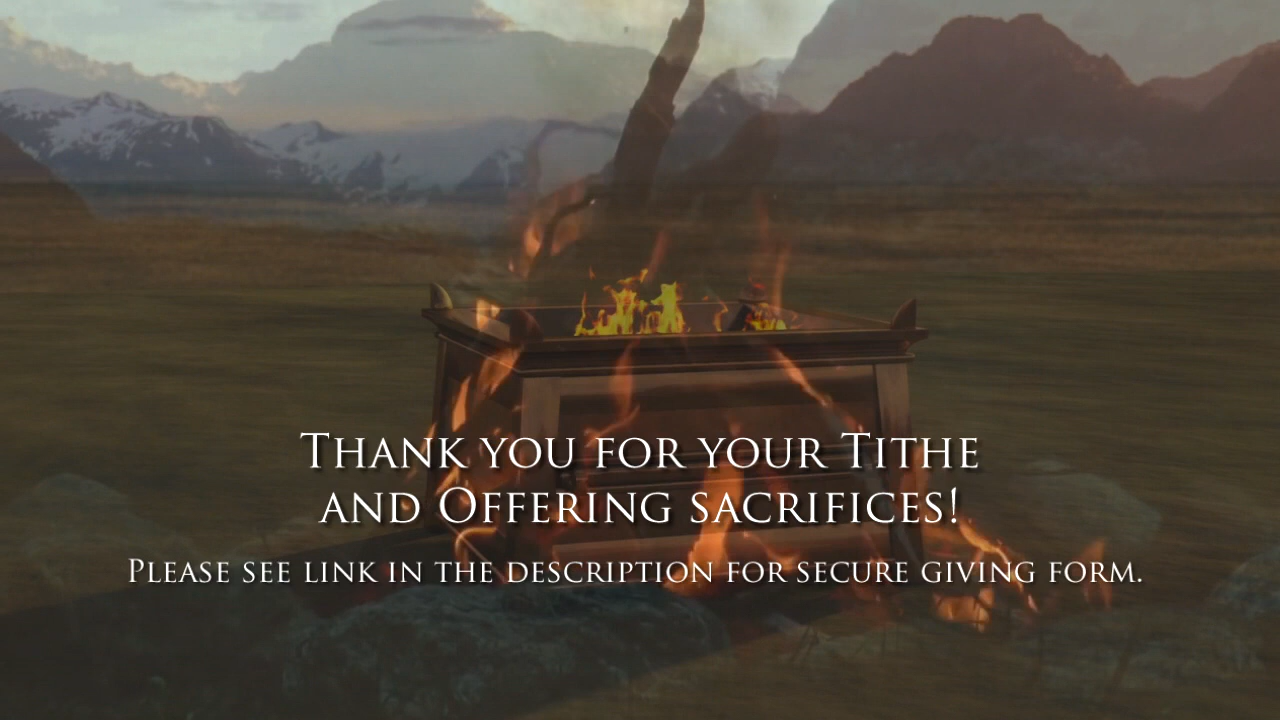 Thank you for your Tithe
and Offering sacrifices!
Please see link in the description for secure giving form.